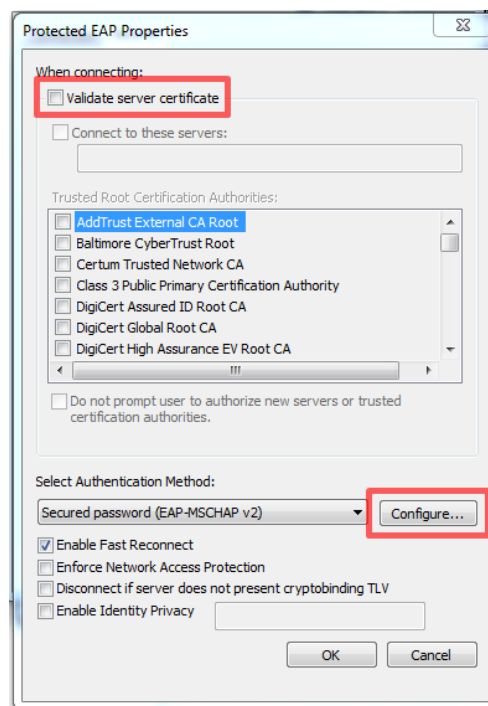 Protected EAP Properties
When connecting:
Validate server certificate
Connect to these servers:
Trusted Root Certification Authorities:
AddTrust External CA Root
Baltimore CyberTrust Root
Certum Trusted Network CA
Class 3 Public Primary Certification Authority
DigiCert Assured ID Root CA
DigiCert Global Root CA
DigiCert High Assurance EV Root CA
Do not prompt user to authorize new servers or trusted
certification authorities.
Select Authentication Method:
Secured password (EAP-MSCHAP v2) Configure...
Enable Fast Reconnect
Enforce Network Access Protection
Disconnect if server does not present cryptobinding TLV
Enable Identity Privacy
OK Cancel